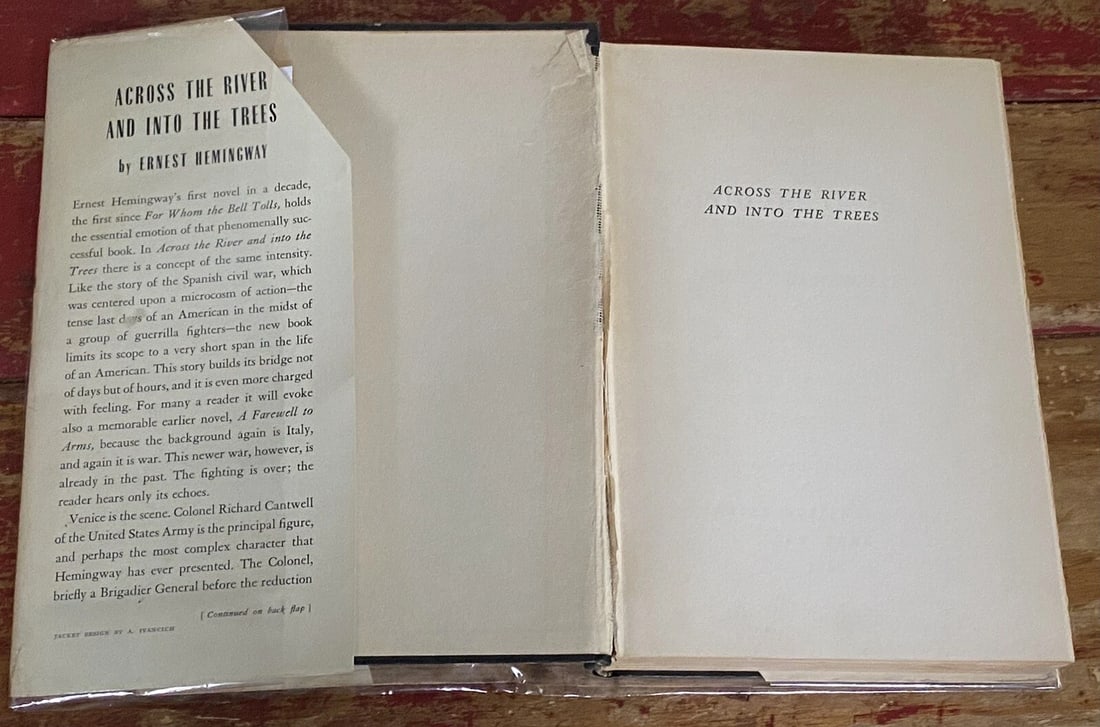 ACROSS THE RIVER
AND INTO THE TREES
by ERNEST HEMINGWAY
Ernest Hemingway's first novel in a decade,
the first since For Whom the Bell Tolls, holds
the essential emotion of that phenomenally suc-
cessful book. In Across the River and into the
Trees there is a concept of the same intensity.
Like the story of the Spanish civil war, which
was centered upon a microcosm of action—the
tense last days of an American in the midst of
a group of guerrilla fighters—the new book
limits its scope to a very short span in the life
of an American. This story builds its bridge not
of days but of hours, and it is even more charged
with feeling. For many a reader it will evoke
also a memorable earlier novel, A Farewell to
Arms, because the background again is Italy,
and again it is war. This newer war, however, is
already in the past. The fighting is over; the
reader hears only its echoes.
Venice is the scene. Colonel Richard Cantwell
of the United States Army is the principal figure,
and perhaps the most complex character that
Hemingway has ever presented. The Colonel,
briefly a Brigadier General before the reduction
[ Continued on back flap ]
JACKET DESIGN BY A. IVANCICH
ACROSS THE RIVER
AND INTO THE TREES